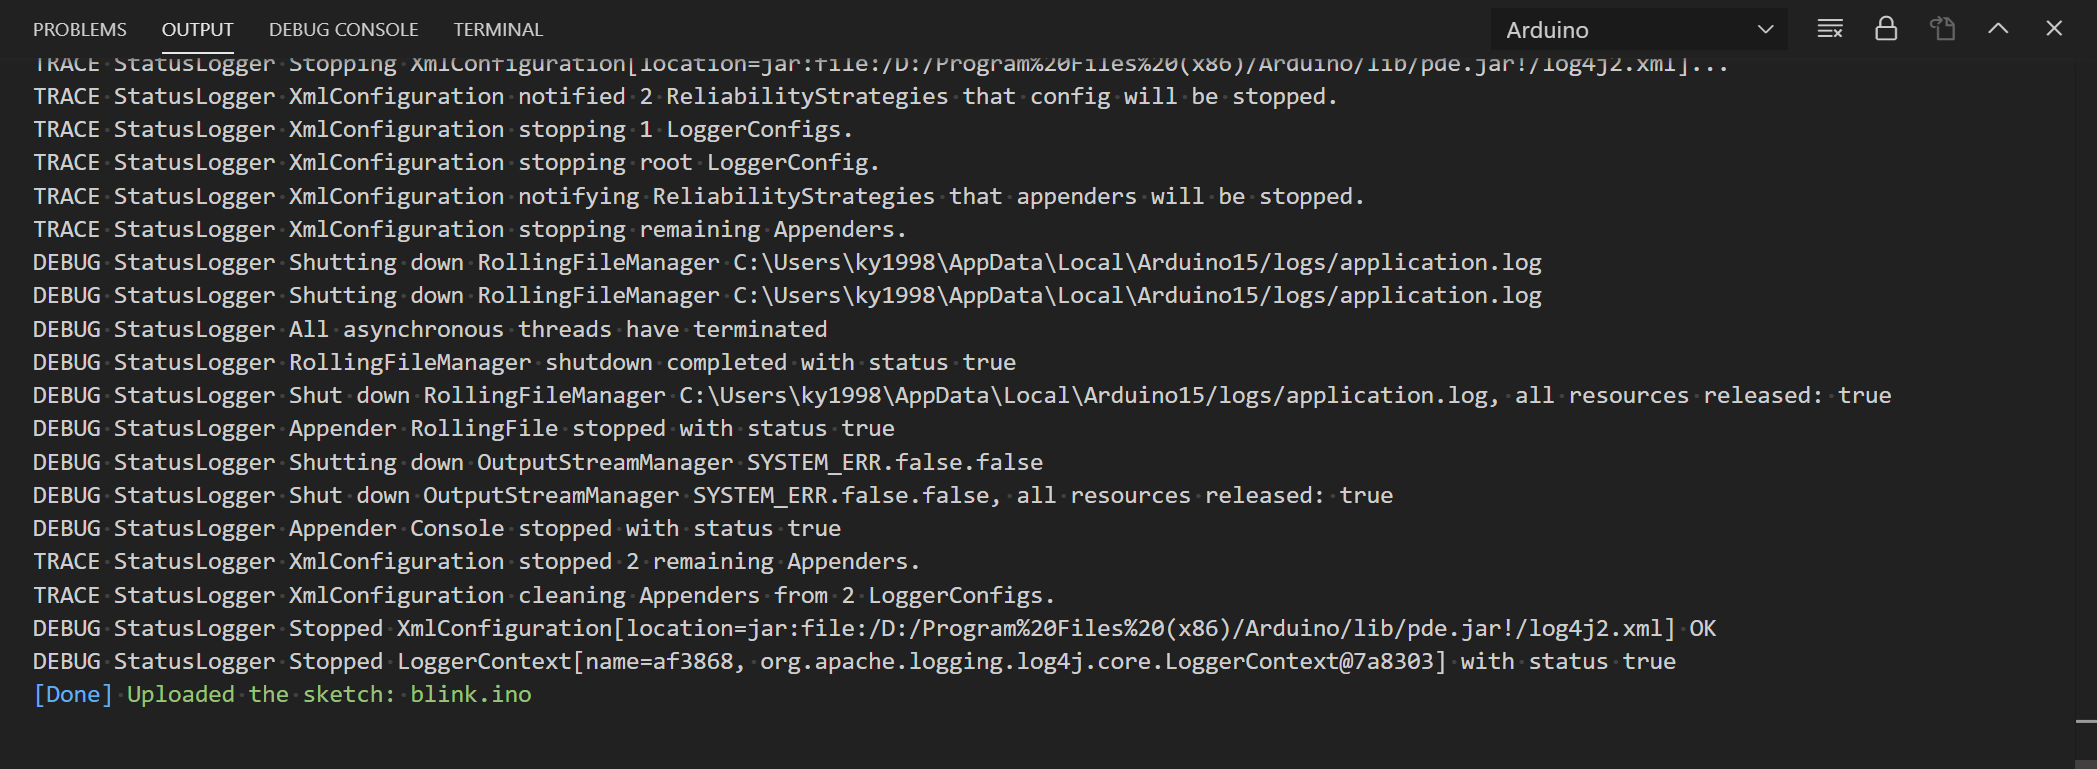 PROBLEMS OUTPUT DEBUG CONSOLE TERMINAL Arduino
TRACE StatusLogger Stopping XmlConfiguration[location=jar:file:/D:/Program%20Files%20(x86)/Arduino/lib/pde.jar!/log4j2.xml]...
TRACE StatusLogger XmlConfiguration notified 2 ReliabilityStrategies that config will be stopped.
TRACE StatusLogger XmlConfiguration stopping 1 LoggerConfigs.
TRACE StatusLogger XmlConfiguration stopping root LoggerConfig.
TRACE StatusLogger XmlConfiguration notifying ReliabilityStrategies that appenders will be stopped.
TRACE StatusLogger XmlConfiguration stopping remaining Appenders.
DEBUG StatusLogger Shutting down RollingFileManager C:\Users\ky1998\AppData\Local\Arduino15/logs/application.log
DEBUG StatusLogger Shutting down RollingFileManager C:\Users\ky1998\AppData\Local\Arduino15/logs/application.log
DEBUG StatusLogger All asynchronous threads have terminated
DEBUG StatusLogger RollingFileManager shutdown completed with status true
DEBUG StatusLogger Shut down RollingFileManager C:\Users\ky1998\AppData\Local\Arduino15/logs/application.log, all resources released: true
DEBUG StatusLogger Appender RollingFile stopped with status true
DEBUG StatusLogger Shutting down OutputStreamManager SYSTEM_ERR.false.false
DEBUG StatusLogger Shut down OutputStreamManager SYSTEM_ERR.false.false, all resources released: true
DEBUG StatusLogger Appender Console stopped with status true
TRACE StatusLogger XmlConfiguration stopped 2 remaining Appenders.
TRACE StatusLogger XmlConfiguration cleaning Appenders from 2 LoggerConfigs.
DEBUG StatusLogger Stopped XmlConfiguration[location=jar:file:/D:/Program%20Files%20(x86)/Arduino/lib/pde.jar!/log4j2.xml] OK
DEBUG StatusLogger Stopped LoggerContext[name=af3868, org.apache.logging.log4j.core.LoggerContext@7a8303] with status true
[Done] Uploaded the sketch: blink.ino